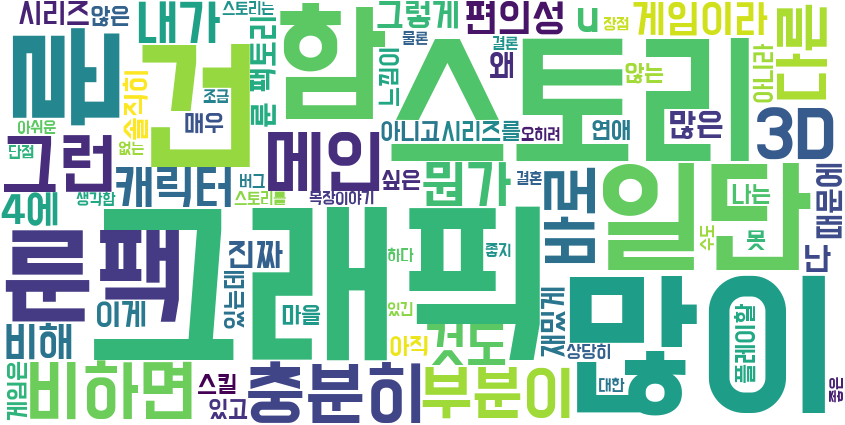 시리즈
않은
내가
스토리는
그렇게
편의성
u
장점
게임이라
다른
룬
건
함
스토리
물론
결론
왜
않는
아니라
3D
솔직히
룬 팩토리
느낌이
조금
매우
아쉬운
없는
단점
그런
메인
아니고
시리즈를
오히려
연애
많은
4에
생각함
캐릭터
버그
스토리를
목장이야기
싶은
뭔가
결혼
바로
일단
나는
못
수도
때문에
난
룬
팩
그래픽
진짜
있는데
이게
마을
하다
좋지
있긴
아직
것도
재밌게
상당히
많이
플레이할
비해
게임은
비하면
스킬
있고
충분히
부분이
대한